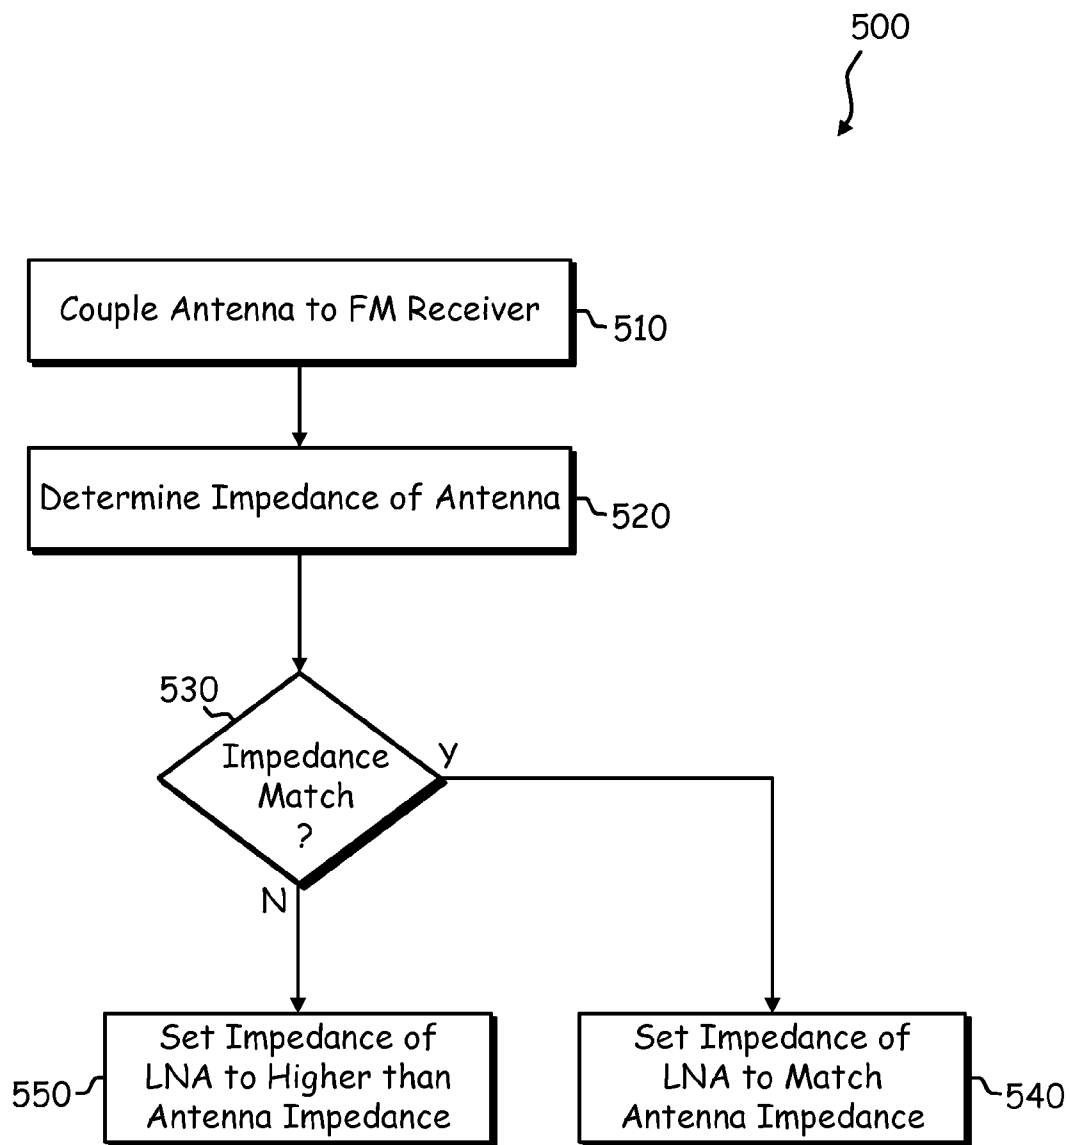 500
Couple Antenna to FM Receiver
510
Determine Impedance of Antenna
520
530
Impedance
Match
?
Y
N
Set Impedance of
LNA to Higher than
Antenna Impedance
550
Set Impedance of
LNA to Match
Antenna Impedance
540